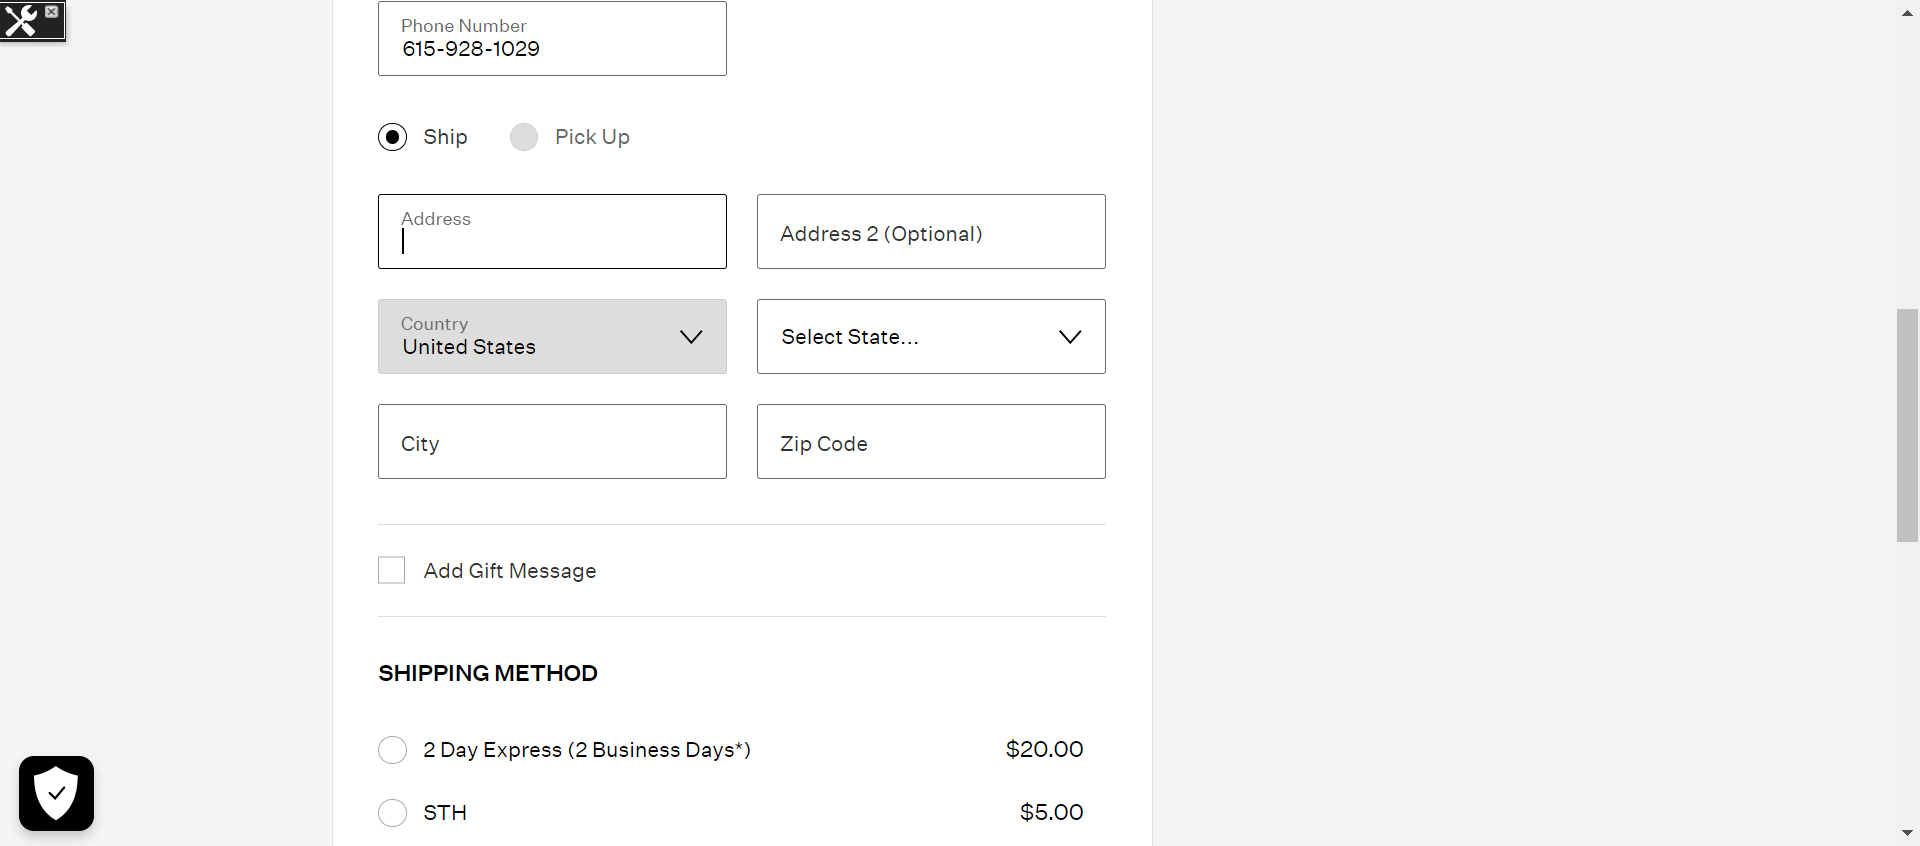 Phone Number
615-928-1029
Ship
Pick Up
Address
Address 2 (Optional)
Country
United States
Select State...
City
Zip Code
Add Gift Message
SHIPPING METHOD
2 Day Express (2 Business Days*) $20.00
STH $5.00